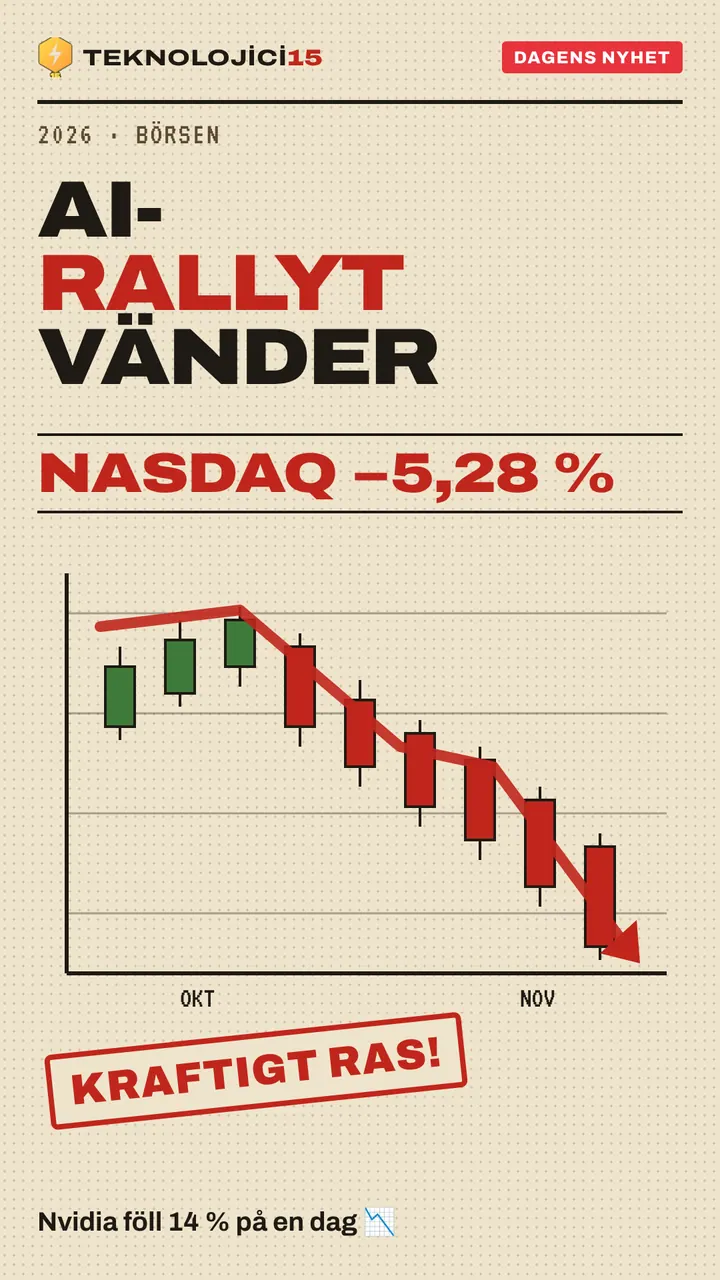 TEKNOLOJİCİ15
DAGENS NYHET
2026 · BÖRSEN
AI-
RALLYT
VÄNDER
NASDAQ –5,28 %
OKT
NOV
KRAFTIGT RAS!
Nvidia föll 14 % på en dag 📉